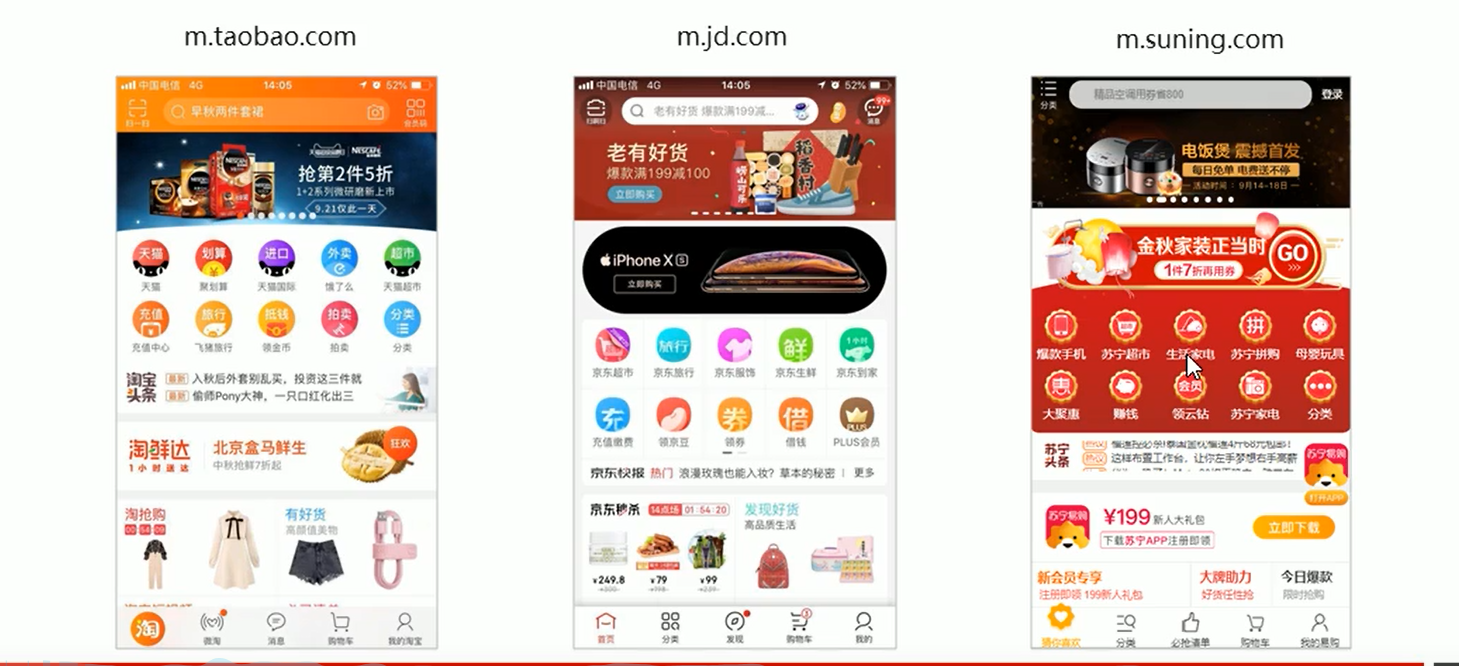 m.taobao.com
中国电信 4G 14:05 52%
扫一扫 早秋两件套裙 会员码
天猫 NESCAFÉ
抢第2件5折
1+2系列微研磨新上市
9.21仅此一天
天猫 划算 进口 外卖 超市
天猫 聚划算 天猫国际 饿了么 天猫超市
充值 旅行 抵钱 拍卖 分类
充值中心 飞猪旅行 领金币 拍卖 分类
淘宝头条
最新 入秋后外套别乱买，投资这三件就
最新 偷师Pony大神，一只口红化出三
淘鲜达 北京盒马鲜生 狂欢
1小时送达 中秋抢鲜7折起
淘抢购 有好货
00:54:09 高颜值美物
淘 微淘 消息 购物车 我的淘宝
m.jd.com
中国电信 4G 14:05 52%
扫啊扫 老有好货 爆款满199减... 99+ 消息
老有好货
爆款满199减100
立即购买
稻香村
崂山可乐
iPhone XS
立即购买
旅行 鲜 1小时
京东超市 京东旅行 京东服饰 京东生鲜 京东到家
充 券 借 PLUS
充值缴费 领京豆 领券 借钱 PLUS会员
京东快报 热门 浪漫玫瑰也能入妆？草本的秘密 更多
京东秒杀 14点场 01:54:20 发现好货
高品质生活
¥249.8 ¥79 ¥99
首页 分类 发现 购物车 3 我的
m.suning.com
分类 精品空调用券省800 登录
电饭煲 震撼首发
每日免单 电费送不停
活动时间：9月14-18日
金秋家装正当时 GO
1件7折再用券
拼
爆款手机 苏宁超市 生活家电 苏宁拼购 母婴玩具
惠 会员
大聚惠 赚钱 领云钻 苏宁家电 分类
苏宁头条
热议 这样布置工作台，让你左手梦想右手高薪
苏宁易购
打开APP
苏宁易购 ¥199 新人大礼包 立即下载
下载苏宁APP注册即领
新会员专享 大牌助力 今日爆款
注册即领 199新人礼包 好货任性抢 限时抢购
猜你喜欢 分类 必抢清单 购物车 我的易购